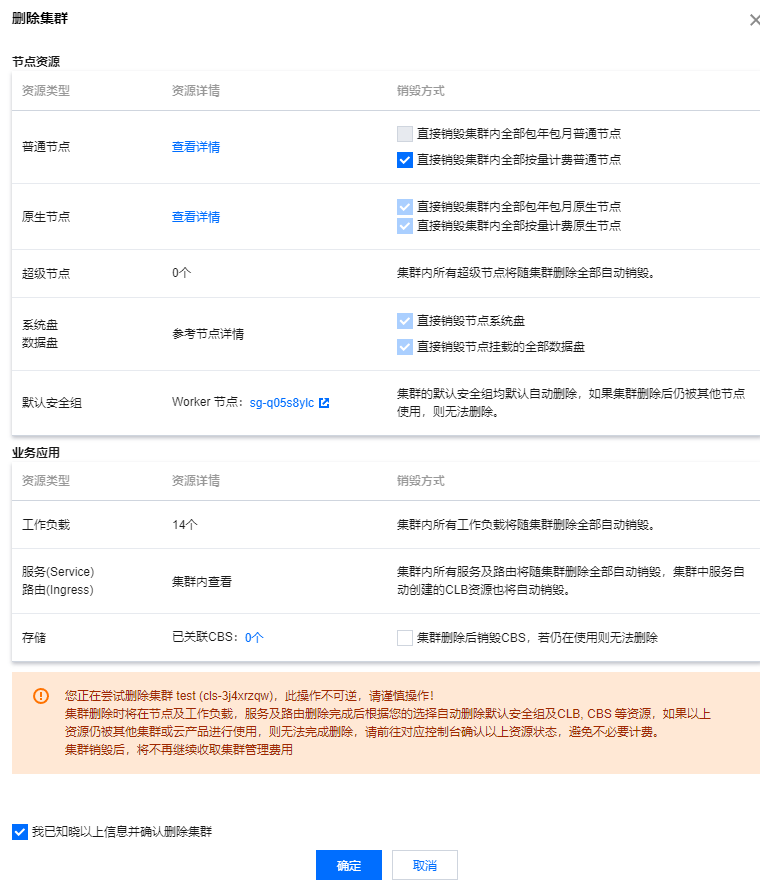 删除集群
节点资源
资源类型 资源详情 销毁方式
普通节点 查看详情 直接销毁集群内全部包年包月普通节点
直接销毁集群内全部按量计费普通节点
原生节点 查看详情 直接销毁集群内全部包年包月原生节点
直接销毁集群内全部按量计费原生节点
超级节点 0个 集群内所有超级节点将随集群删除全部自动销毁。
系统盘
数据盘
参考节点详情
直接销毁节点系统盘
直接销毁节点挂载的全部数据盘
默认安全组 Worker 节点：sg-q05s8ylc
集群的默认安全组均默认自动删除，如果集群删除后仍被其他节点
使用，则无法删除。
业务应用
资源类型 资源详情 销毁方式
工作负载 14个 集群内所有工作负载将随集群删除全部自动销毁。
服务(Service)
路由(Ingress)
集群内查看
集群内所有服务及路由将随集群删除全部自动销毁，集群中服务自
动创建的CLB资源也将自动销毁。
存储 已关联CBS：0个 集群删除后销毁CBS，若仍在使用则无法删除
您正在尝试删除集群 test (cls-3j4xrzqw)，此操作不可逆，请谨慎操作！
集群删除时将在节点及工作负载，服务及路由删除完成后根据您的选择自动删除默认安全组及CLB, CBS 等资源，如果以上
资源仍被其他集群或云产品进行使用，则无法完成删除，请前往对应控制台确认以上资源状态，避免不必要计费。
集群销毁后，将不再继续收取集群管理费用
我已知晓以上信息并确认删除集群
确定 取消